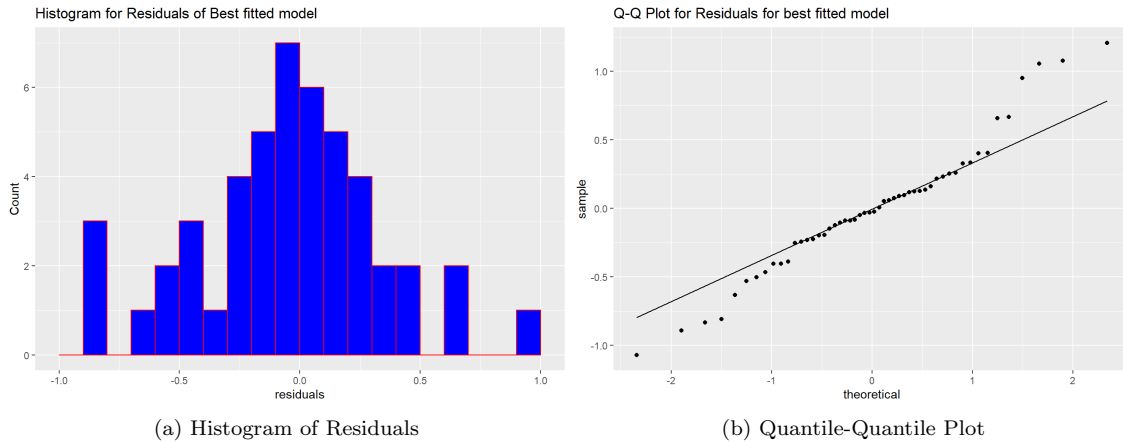 Histogram for Residuals of Best fitted model
Count
6
4
2
0
-1.0 -0.5 0.0 0.5 1.0
residuals
(a) Histogram of Residuals
Q-Q Plot for Residuals for best fitted model
sample
1.0
0.5
0.0
-0.5
-1.0
-2 -1 0 1 2
theoretical
(b) Quantile-Quantile Plot